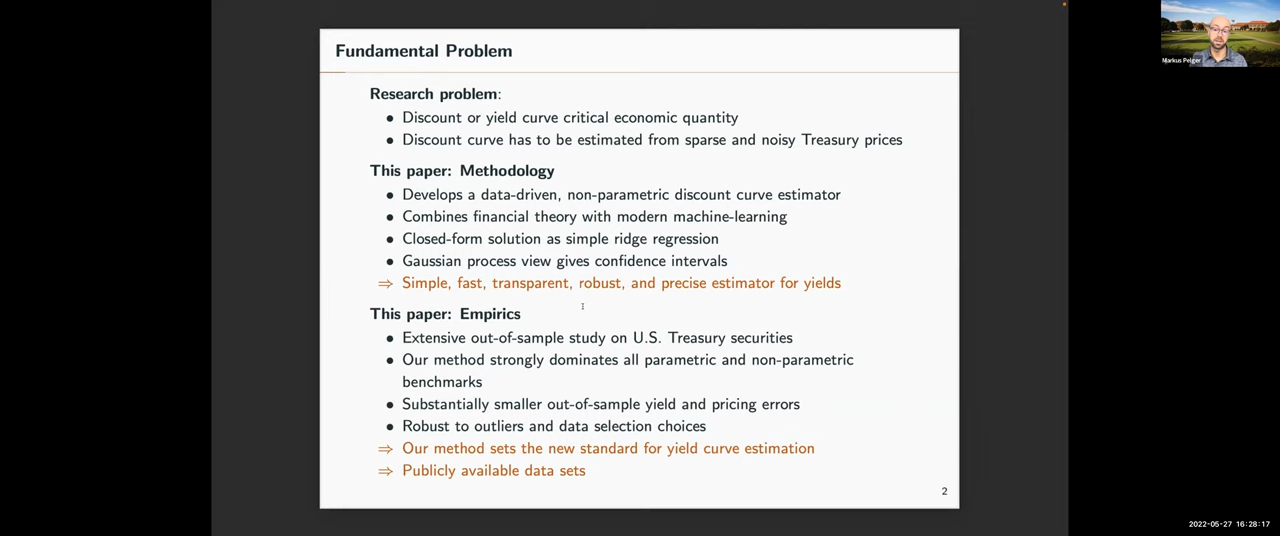 Fundamental Problem
Research problem:
• Discount or yield curve critical economic quantity
• Discount curve has to be estimated from sparse and noisy Treasury prices
This paper: Methodology
• Develops a data-driven, non-parametric discount curve estimator
• Combines financial theory with modern machine-learning
• Closed-form solution as simple ridge regression
• Gaussian process view gives confidence intervals
⇒ Simple, fast, transparent, robust, and precise estimator for yields
This paper: Empirics
• Extensive out-of-sample study on U.S. Treasury securities
• Our method strongly dominates all parametric and non-parametric
benchmarks
• Substantially smaller out-of-sample yield and pricing errors
• Robust to outliers and data selection choices
⇒ Our method sets the new standard for yield curve estimation
⇒ Publicly available data sets
2
Markus Pelger
2022-05-27 16:28:17